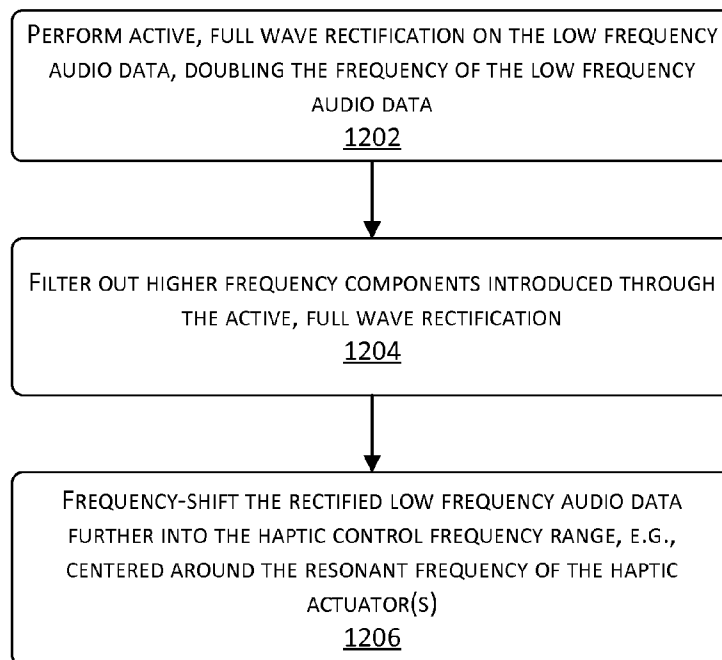 PERFORM ACTIVE, FULL WAVE RECTIFICATION ON THE LOW FREQUENCY
AUDIO DATA, DOUBLING THE FREQUENCY OF THE LOW FREQUENCY
AUDIO DATA
1202
FILTER OUT HIGHER FREQUENCY COMPONENTS INTRODUCED THROUGH
THE ACTIVE, FULL WAVE RECTIFICATION
1204
FREQUENCY-SHIFT THE RECTIFIED LOW FREQUENCY AUDIO DATA
FURTHER INTO THE HAPTIC CONTROL FREQUENCY RANGE, E.G.,
CENTERED AROUND THE RESONANT FREQUENCY OF THE HAPTIC
ACTUATOR(S)
1206